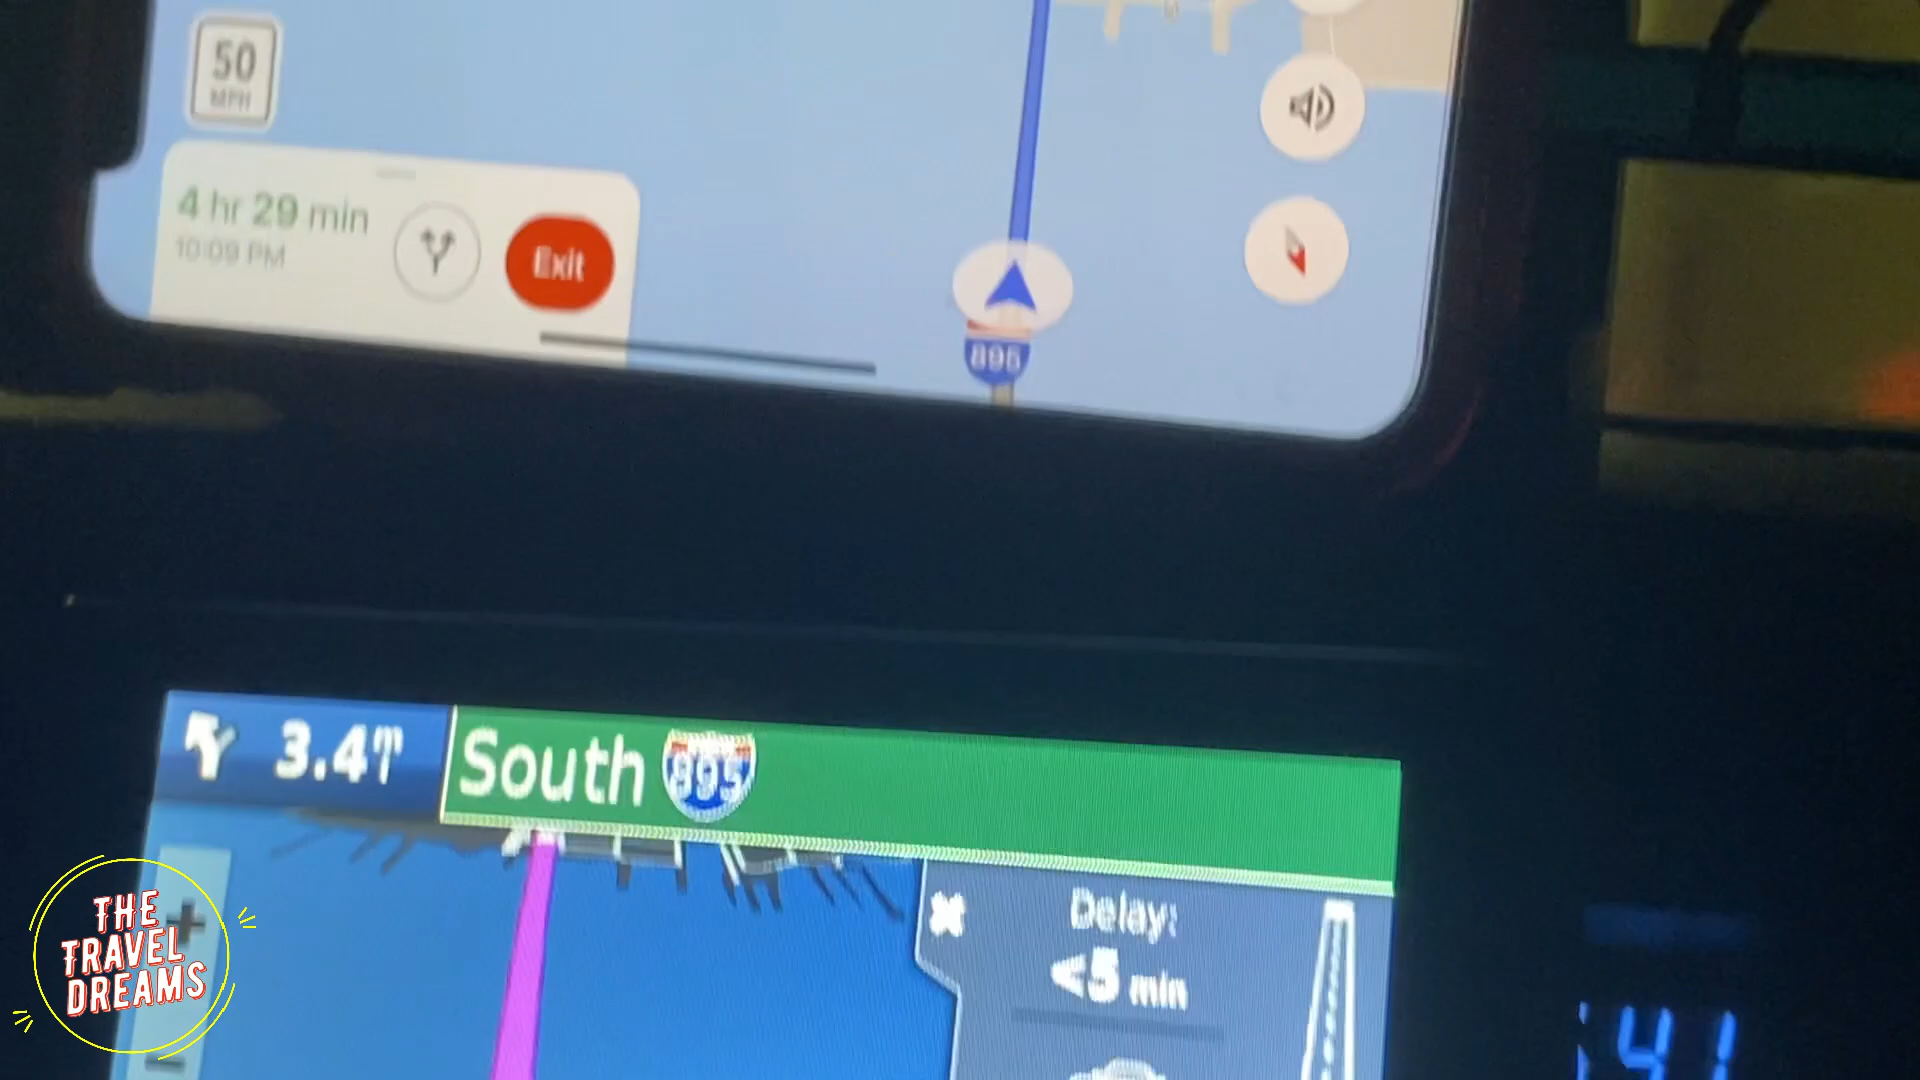 50
MPH
4 hr 29 min
10:09 PM
Exit
895
3.4
South 895
Delay:
<5 min
THE
TRAVEL
DREAMS
41